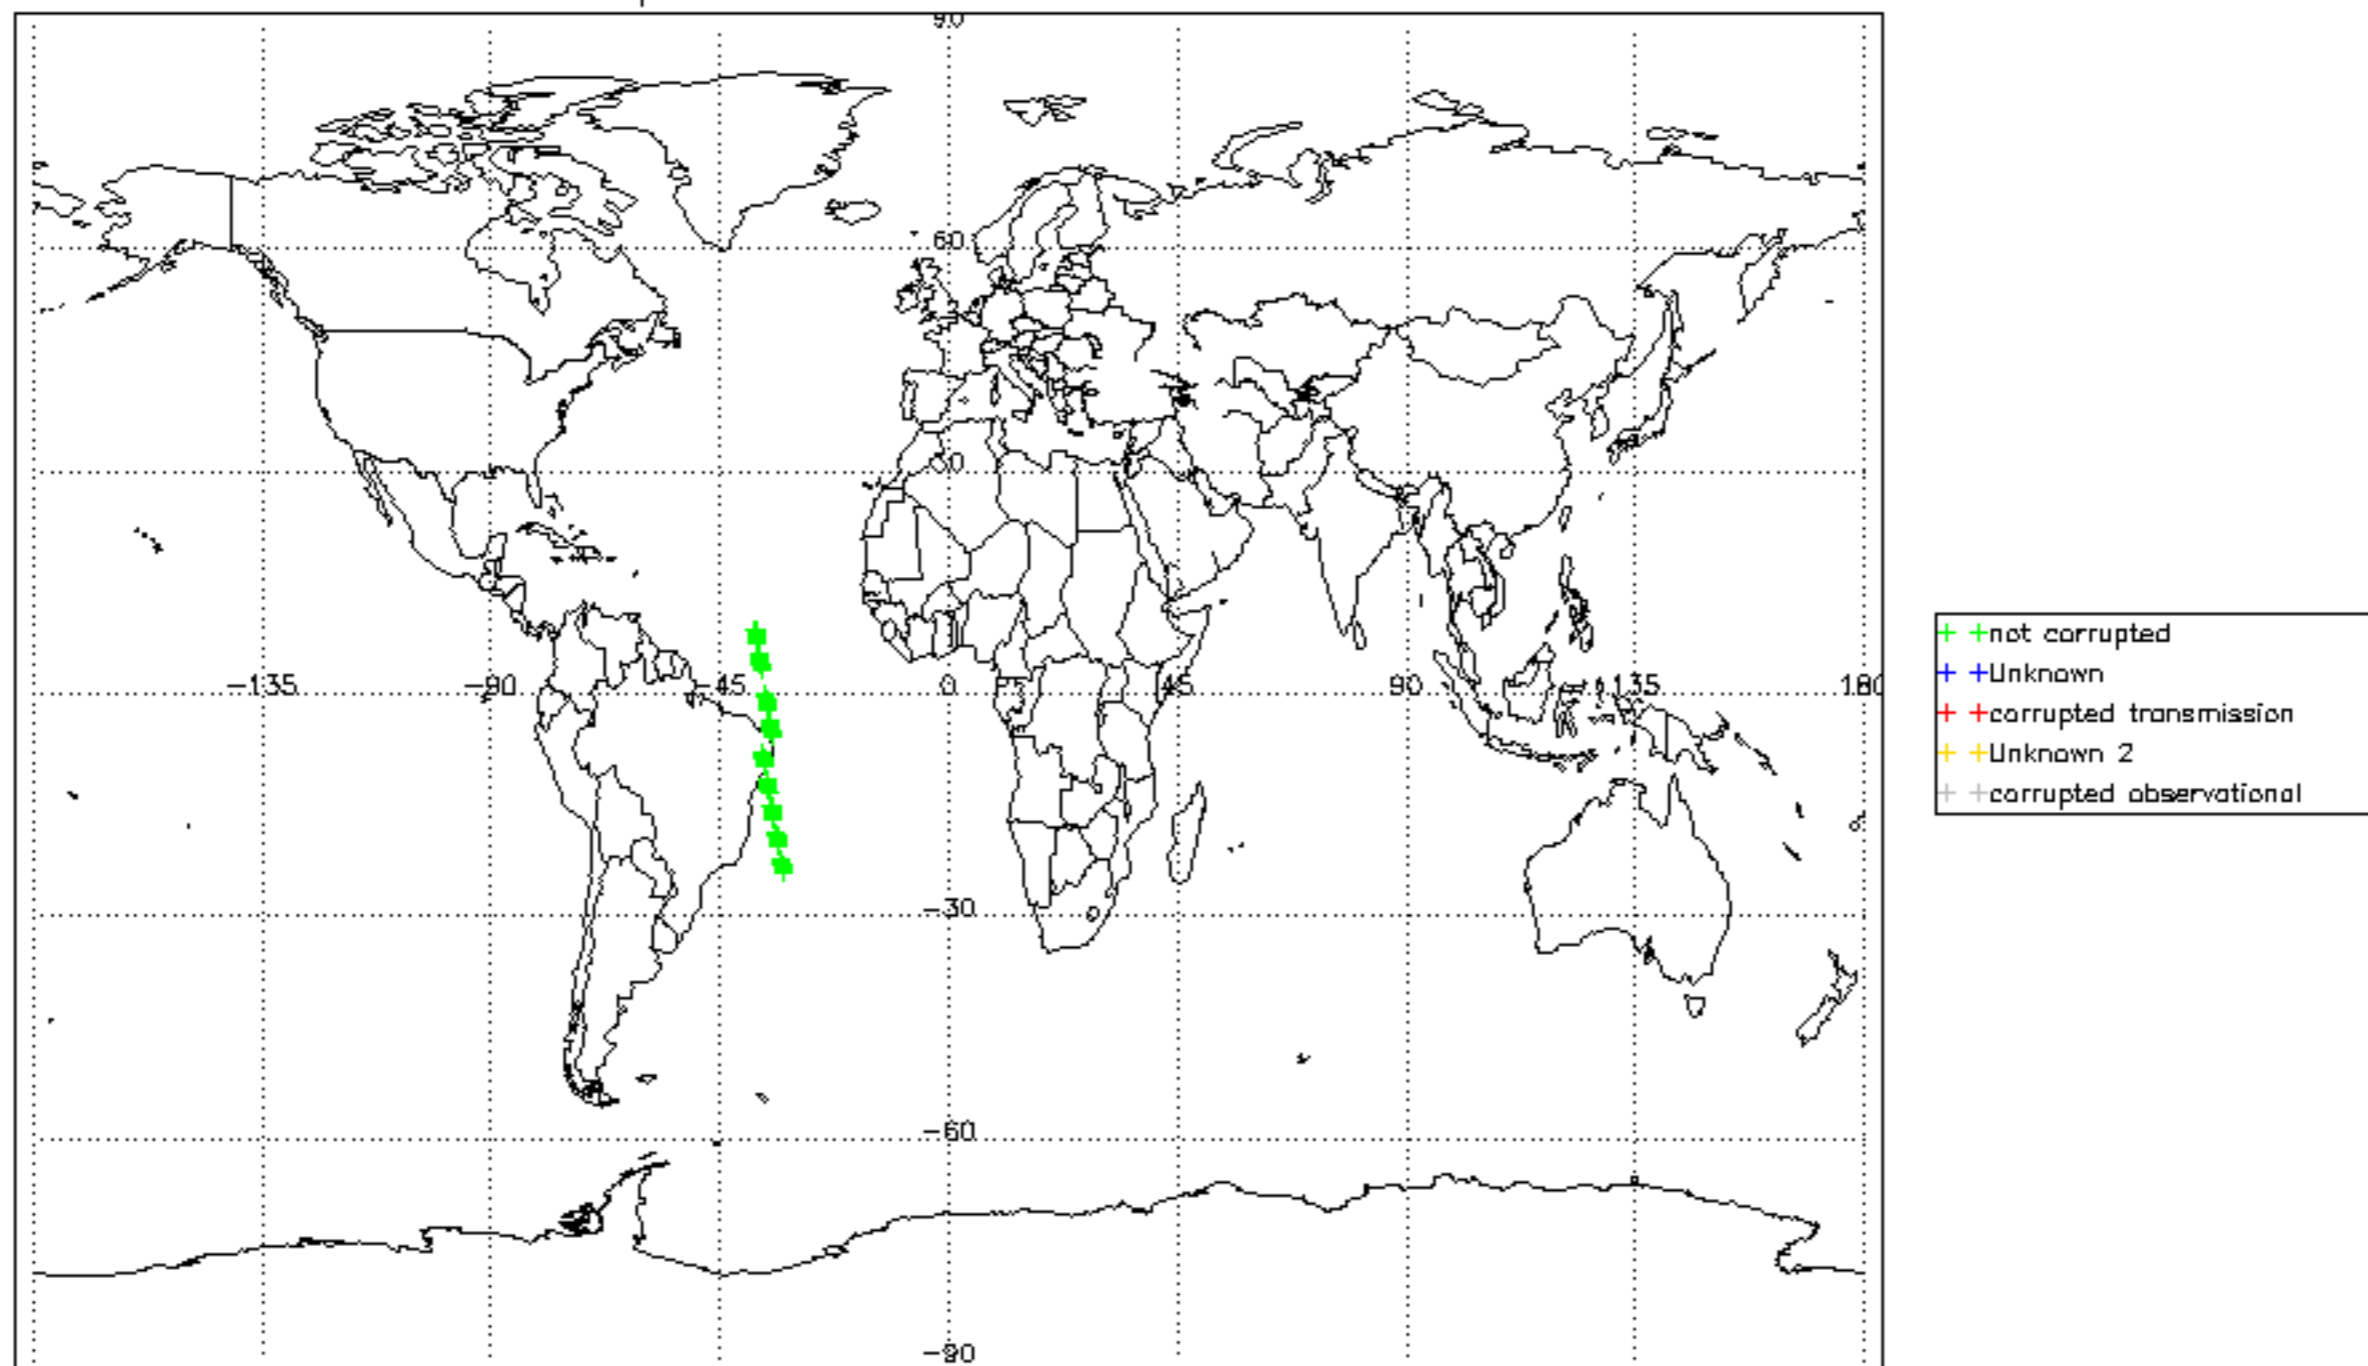 90
60
30
-135 -90 -45 0 45 90 135 180
-30
-60
-90
not corrupted
Unknown
corrupted transmission
Unknown 2
corrupted observational